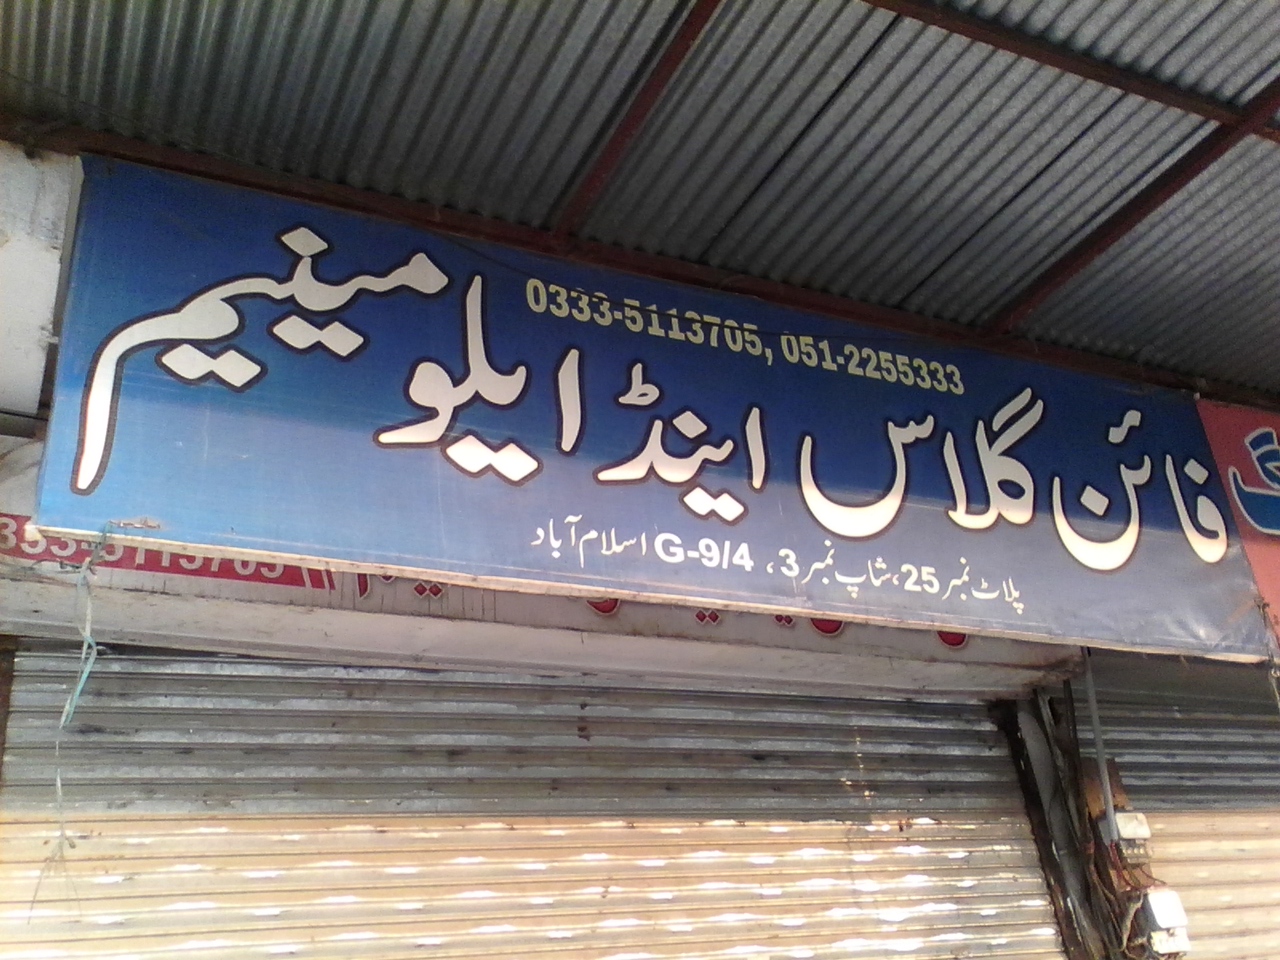 0333-5113705, 051-2255333
فائن گلاس اینڈ ایلومینیم
پلاٹ نمبر 25، شاپ نمبر 3، G-9/4 اسلام آباد